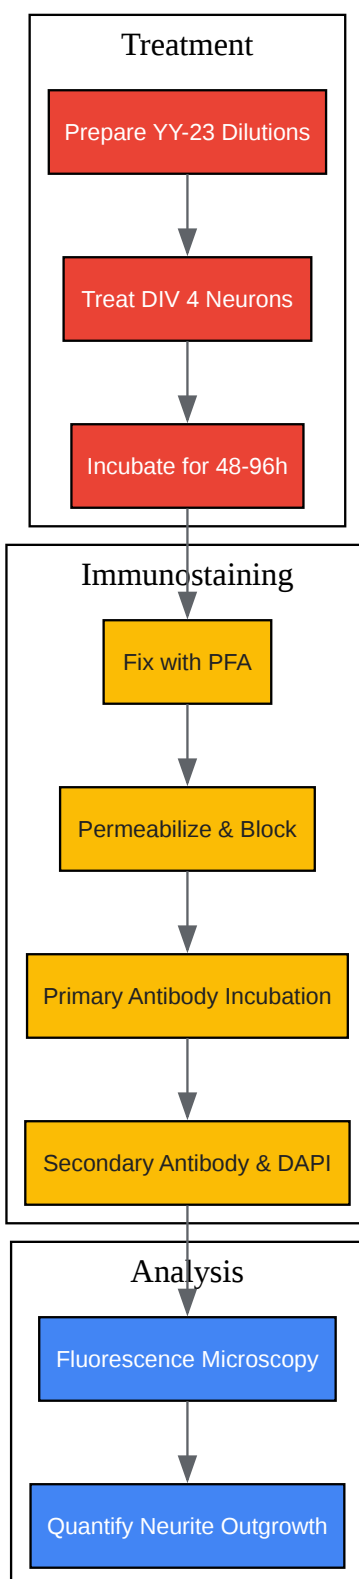 Treatment
Prepare YY-23 Dilutions
Treat DIV 4 Neurons
Incubate for 48-96h
Immunostaining
Fix with PFA
Permeabilize & Block
Primary Antibody Incubation
Secondary Antibody & DAPI
Analysis
Fluorescence Microscopy
Quantify Neurite Outgrowth